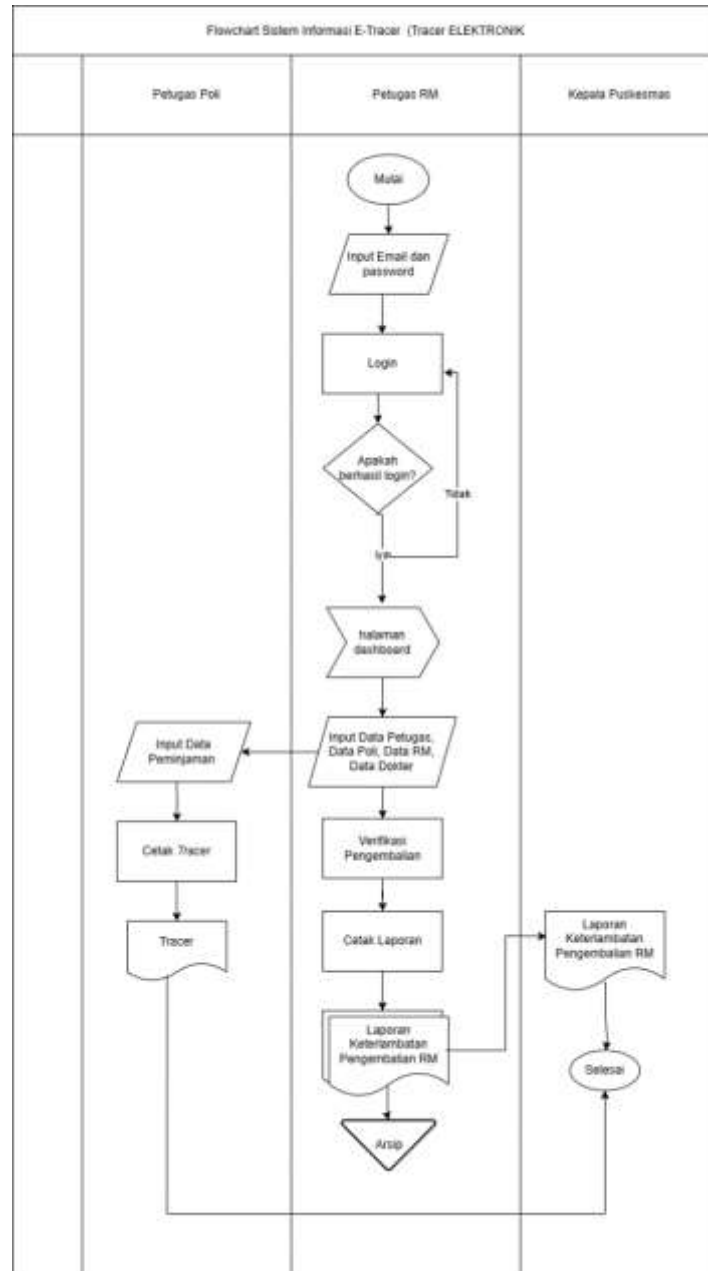 Flowchart Sistem Informasi E-Tracer (Tracer ELEKTRONIK
Petugas Poli
Petugas RM
Kepala Puskesmas
Mulai
Input Email dan
password
Login
Apakah
berhasil login?
Tidak
Iya
halaman
dashboard
Input Data Petugas,
Data Poli, Data RM,
Data Dokter
Input Data
Peminjaman
Verifikasi
Pengembalian
Cetak Tracer
Catak Laporan
Tracer
Laporan
Keterlambatan
Pengembalian RM
Laporan
Keterlambatan
Pengembalian RM
Selesai
Arsip